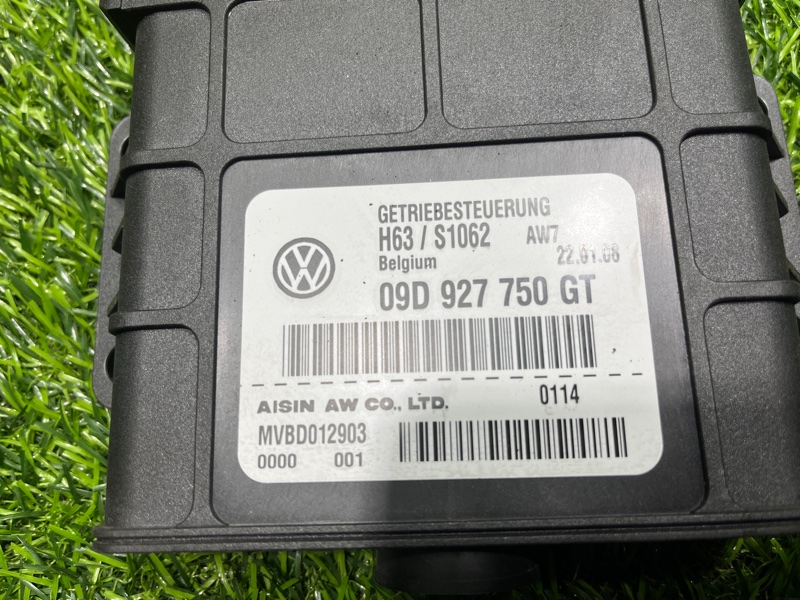 GETRIEBESTEUERUNG
H63 / S1062 AW7
Belgium 22.01.08
09D 927 750 GT
AISIN AW CO., LTD. 0114
MVBD012903
0000 001